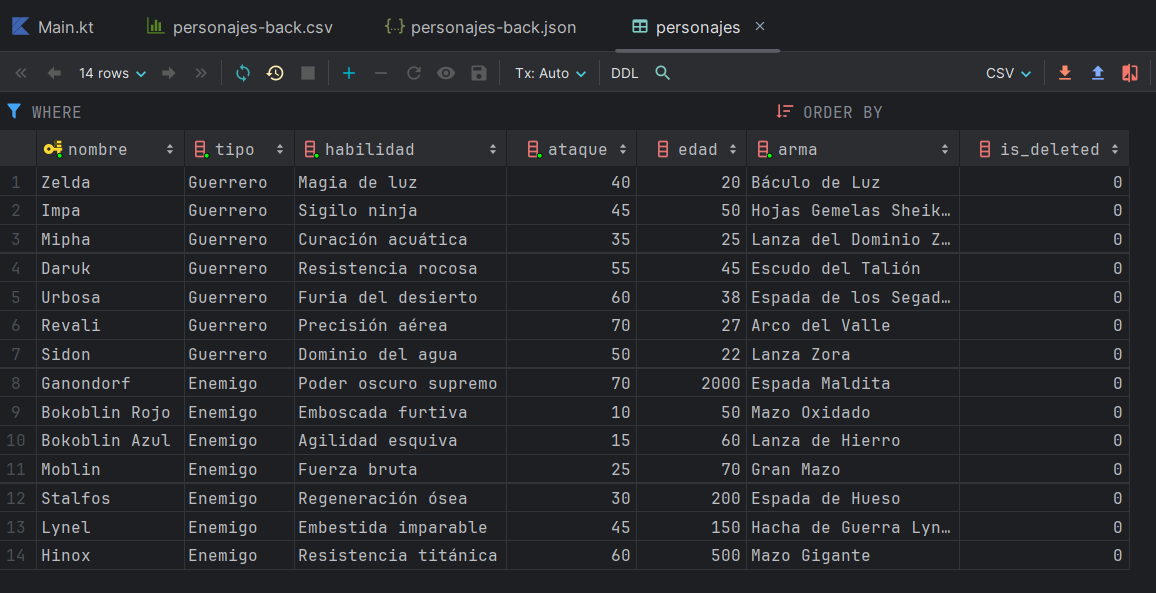 Main.kt personajes-back.csv personajes-back.json personajes
14 rows Tx: Auto DDL CSV
WHERE ORDER BY
nombre tipo habilidad ataque edad arma is_deleted
1 Zelda Guerrero Magia de luz 40 20 Báculo de Luz 0
2 Impa Guerrero Sigilo ninja 45 50 Hojas Gemelas Sheik… 0
3 Mipha Guerrero Curación acuática 35 25 Lanza del Dominio Z… 0
4 Daruk Guerrero Resistencia rocosa 55 45 Escudo del Talión 0
5 Urbosa Guerrero Furia del desierto 60 38 Espada de los Segad… 0
6 Revali Guerrero Precisión aérea 70 27 Arco del Valle 0
7 Sidon Guerrero Dominio del agua 50 22 Lanza Zora 0
8 Ganondorf Enemigo Poder oscuro supremo 70 2000 Espada Maldita 0
9 Bokoblin Rojo Enemigo Emboscada furtiva 10 50 Mazo Oxidado 0
10 Bokoblin Azul Enemigo Agilidad esquiva 15 60 Lanza de Hierro 0
11 Moblin Enemigo Fuerza bruta 25 70 Gran Mazo 0
12 Stalfos Enemigo Regeneración ósea 30 200 Espada de Hueso 0
13 Lynel Enemigo Embestida imparable 45 150 Hacha de Guerra Lyn… 0
14 Hinox Enemigo Resistencia titánica 60 500 Mazo Gigante 0